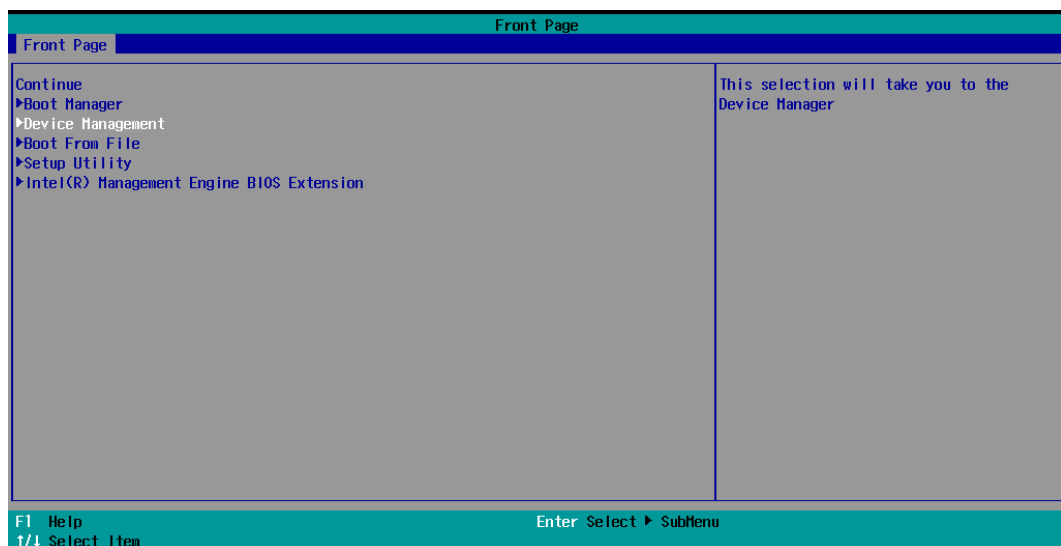 Front Page
Front Page
Continue
▶Boot Manager
▶Device Management
▶Boot From File
▶Setup Utility
▶Intel(R) Management Engine BIOS Extension
This selection will take you to the
Device Manager
F1 Help
Enter Select ▶ SubMenu
↑/↓ Select Item